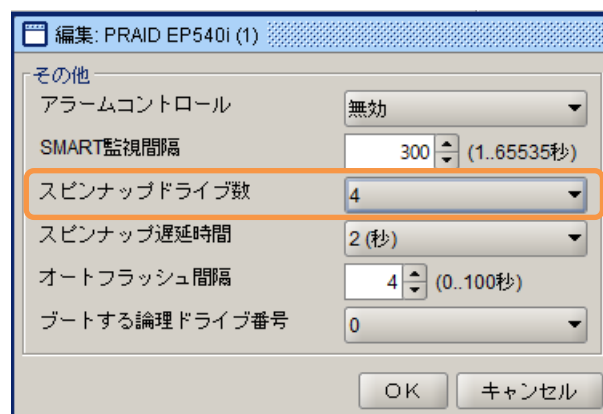 編集: PRAID EP540i (1)
その他
アラームコントロール 無効
SMART監視間隔 300 (1..65535秒)
スピンナップドライブ数 4
スピンナップ遅延時間 2 (秒)
オートフラッシュ間隔 4 (0..100秒)
ブートする論理ドライブ番号 0
OK キャンセル